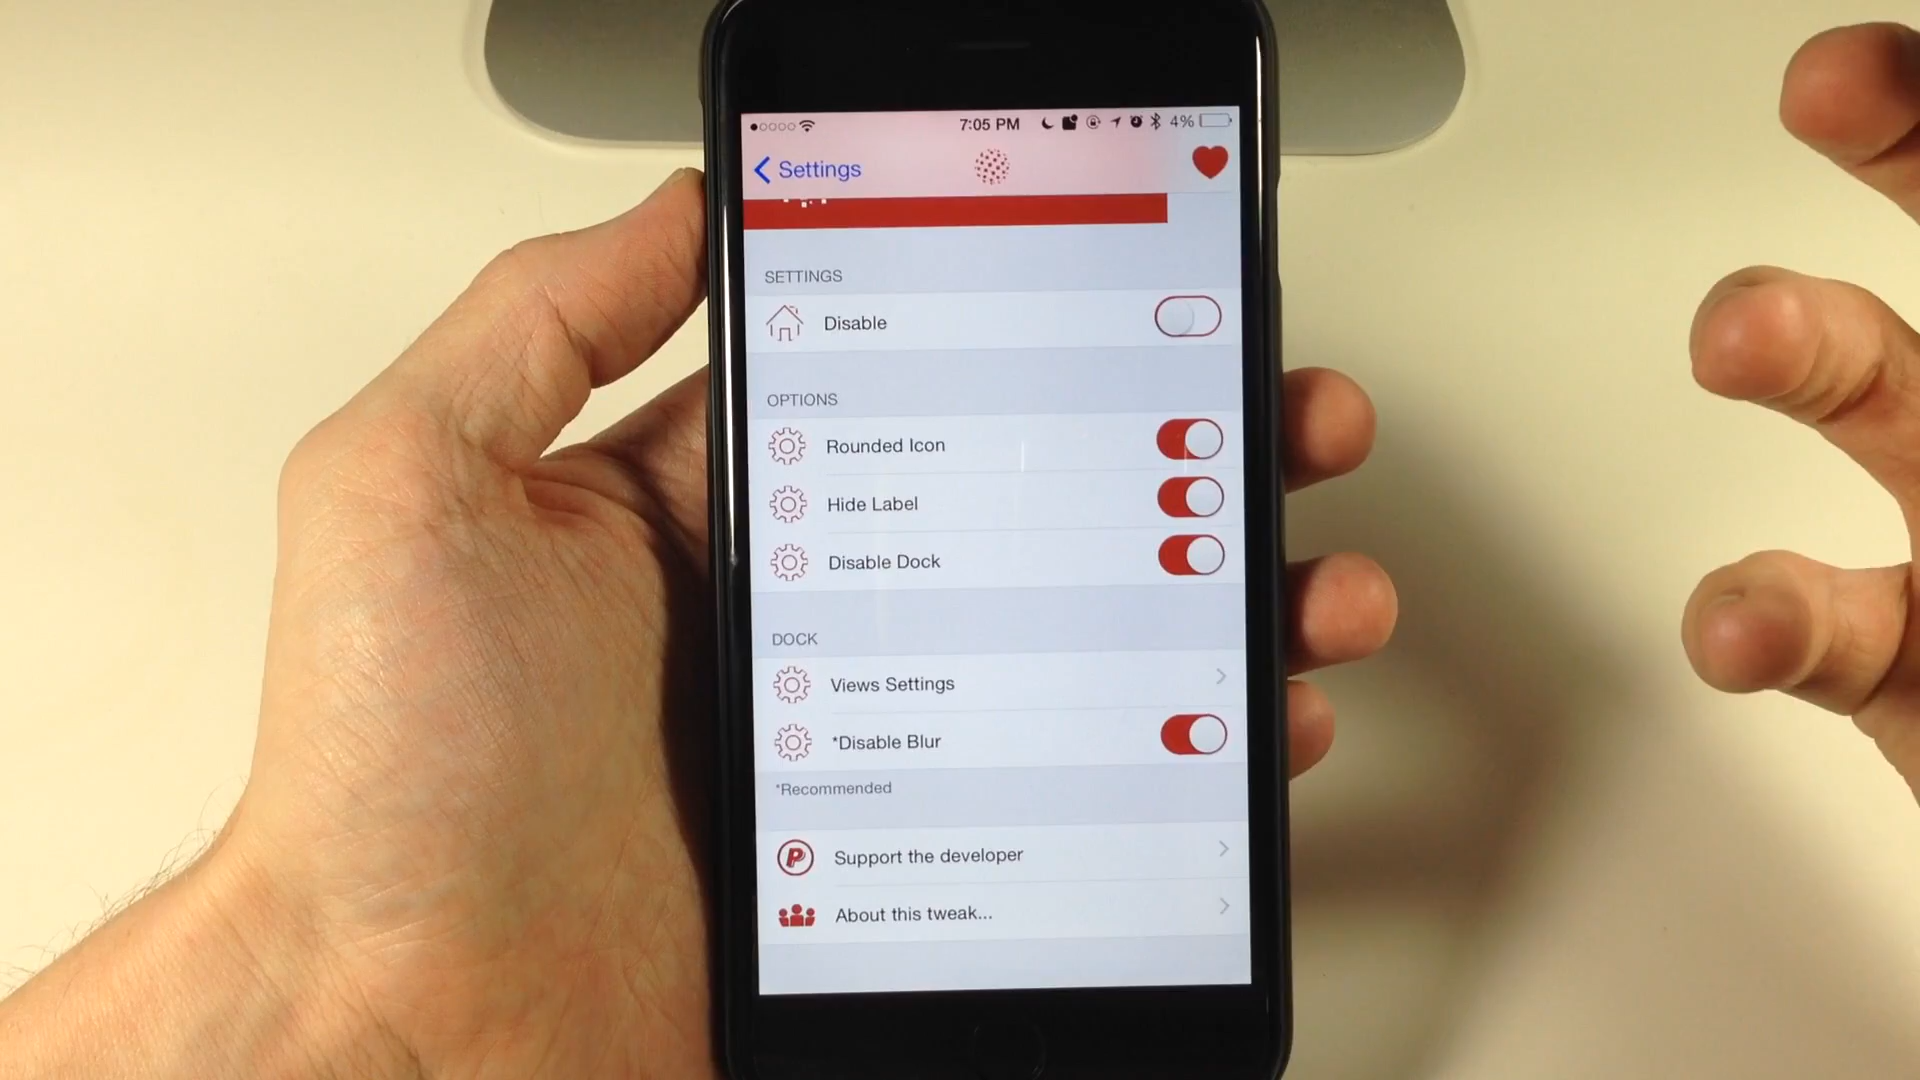 7:05 PM 4%
Settings
SETTINGS
Disable
OPTIONS
Rounded Icon
Hide Label
Disable Dock
DOCK
Views Settings
*Disable Blur
*Recommended
Support the developer
About this tweak...